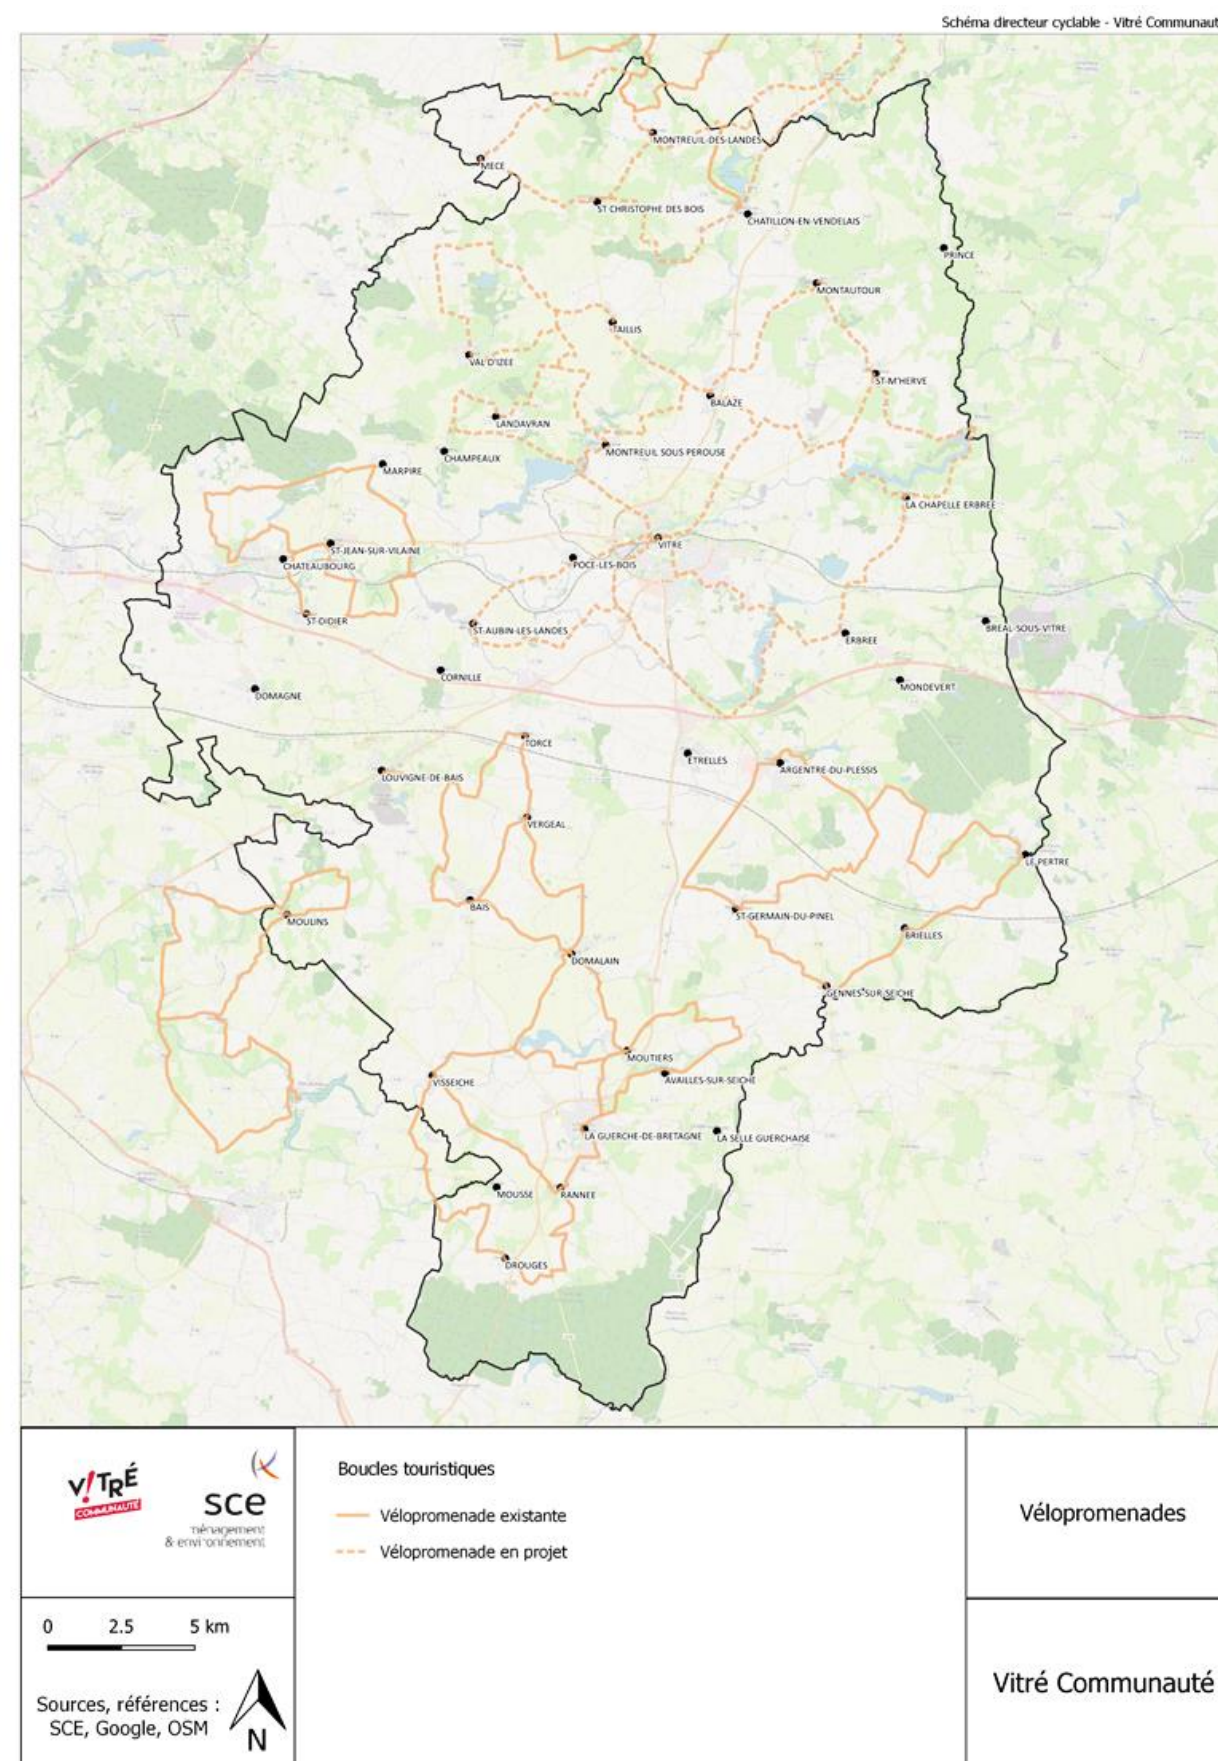 Schéma directeur cyclable - Vitré Communaut
MONTREUIL-DES-LANDES
MECE
ST CHRISTOPHE DES BOIS
CHATILLON-EN-VENDELAIS
PRINCE
MONTAUTOUR
TAILLIS
VAL D'IZEE
ST-M'HERVE
BALAZE
LANDAVRAN
MONTREUIL SOUS PEROUSE
CHAMPEAUX
MARPIRE
LA CHAPELLE ERBREE
VITRE
ST-JEAN-SUR-VILAINE
CHATEAUBOURG
POCE-LES-BOIS
ST-DIDIER
ST-AUBIN-LES-LANDES
BREAL-SOUS-VITRE
ERBREE
CORNILLE
MONDEVERT
DOMAGNE
TORCE
ETRELLES
ARGENTRE-DU-PLESSIS
LOUVIGNE-DE-BAIS
VERGEAL
LE PERTRE
BAIS
ST-GERMAIN-DU-PINEL
MOULINS
BRIELLES
DOMALAIN
GENNES-SUR-SEICHE
MOUTIERS
VISSEICHE
AVAILLES-SUR-SEICHE
LA GUERCHE-DE-BRETAGNE
LA SELLE GUERCHAISE
MOUSSE
RANNEE
DROUGES
V!TRÉ
COMMUNAUTÉ
sce
& environnement
Boucles touristiques
Vélopromenade existante
Vélopromenade en projet
Vélopromenades
0 2.5 5 km
Sources, références :
SCE, Google, OSM
N
Vitré Communauté